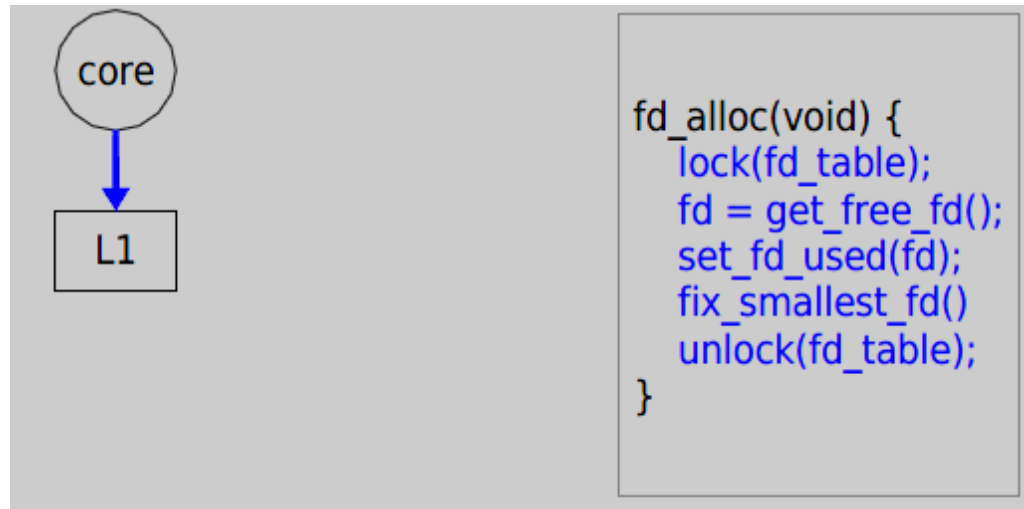 core
L1
fd_alloc(void) {
lock(fd_table);
fd = get_free_fd();
set_fd_used(fd);
fix_smallest_fd()
unlock(fd_table);
}